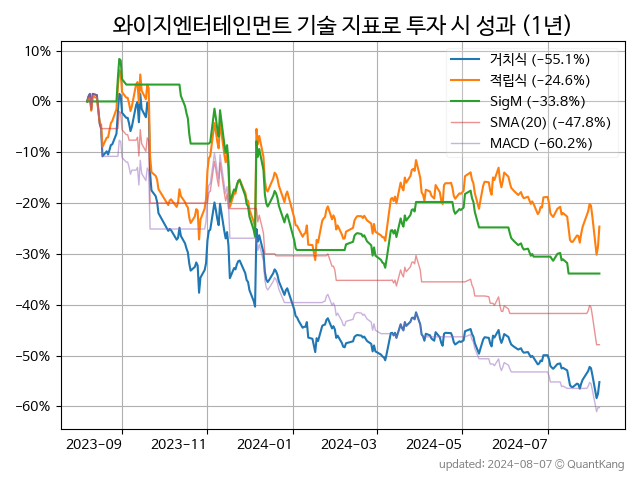 와이지엔터테인먼트 기술 지표로 투자 시 성과 (1년)
10%
0%
−10%
−20%
−30%
−40%
−50%
−60%
거치식 (−55.1%)
적립식 (−24.6%)
SigM (−33.8%)
SMA(20) (−47.8%)
MACD (−60.2%)
2023-09
2023-11
2024-01
2024-03
2024-05
2024-07
updated: 2024-08-07 © QuantKang